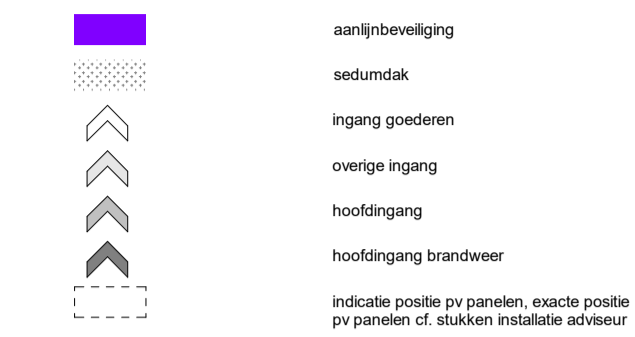 aanlijnbeveiliging
sedumdak
ingang goederen
overige ingang
hoofdingang
hoofdingang brandweer
indicatie positie pv panelen, exacte positie
pv panelen cf. stukken installatie adviseur